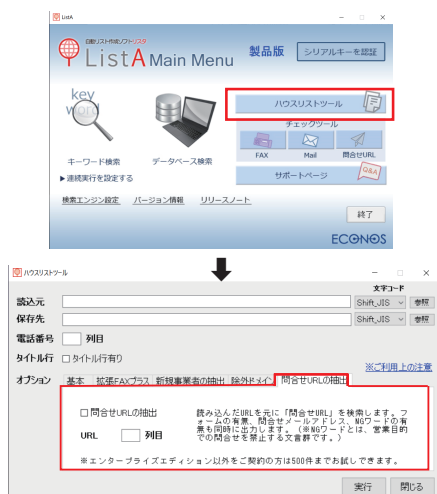 ListA
自動リスト作成ソフトリスタ
ListA Main Menu
製品版
シリアルキーを認証
key
word
ハウスリストツール
チェックツール
FAX
Mail
問合せURL
キーワード検索
データベース検索
▶連続実行を設定する
サポートページ
Q&A
検索エンジン設定
バージョン情報
リリースノート
終了
ECONOS
ハウスリストツール
文字コード
読込元
Shift_JIS
参照
保存先
Shift_JIS
参照
電話番号
列目
タイトル行
タイトル行有り
※ご利用上の注意
オプション
基本
拡張FAXプラス
新規事業者の抽出
除外ドメイン
問合せURLの抽出
問合せURLの抽出
URL
列目
読み込んだURLを元に「問合せURL」を検索します。フ
ォームの有無、問合せメールアドレス、NGワードの有
無も同時に出力します。(※NGワードとは、営業目的
での問合せを禁止する文言群です。)
※エンタープライズエディション以外をご契約の方は500件までお試しできます。
実行
閉じる